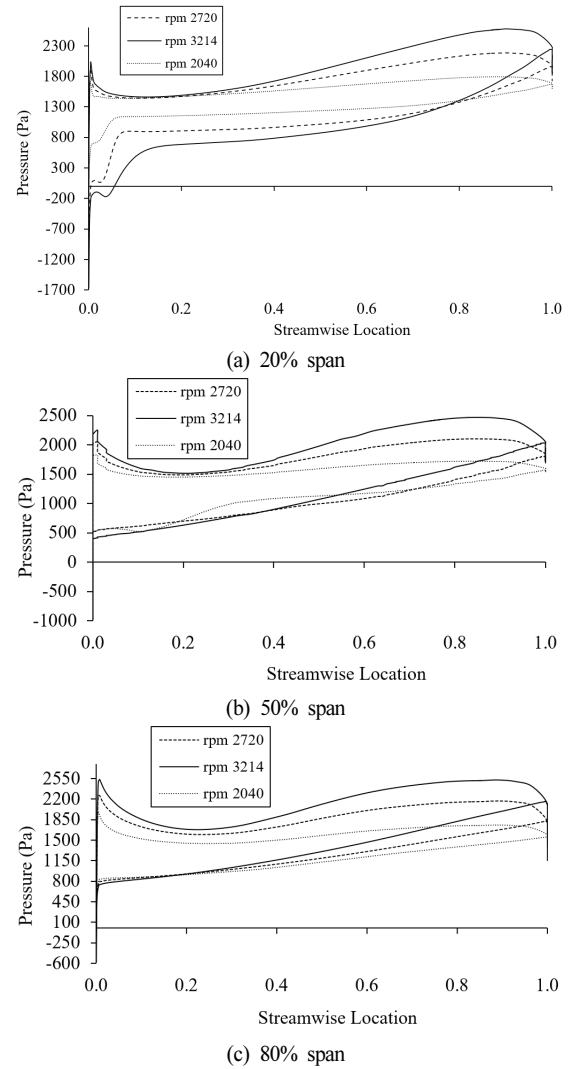 rpm 2720
rpm 3214
rpm 2040
2300
1800
1300
800
300
-200
-700
-1200
-1700
Pressure (Pa)
0.0 0.2 0.4 0.6 0.8 1.0
Streamwise Location
(a) 20% span
rpm 2720
rpm 3214
rpm 2040
2500
2000
1500
1000
500
0
-500
-1000
Pressure (Pa)
0.0 0.2 0.4 0.6 0.8 1.0
Streamwise Location
(b) 50% span
rpm 2720
rpm 3214
rpm 2040
2550
2200
1850
1500
1150
800
450
100
-250
-600
Pressure (Pa)
0.0 0.2 0.4 0.6 0.8 1.0
Streamwise Location
(c) 80% span